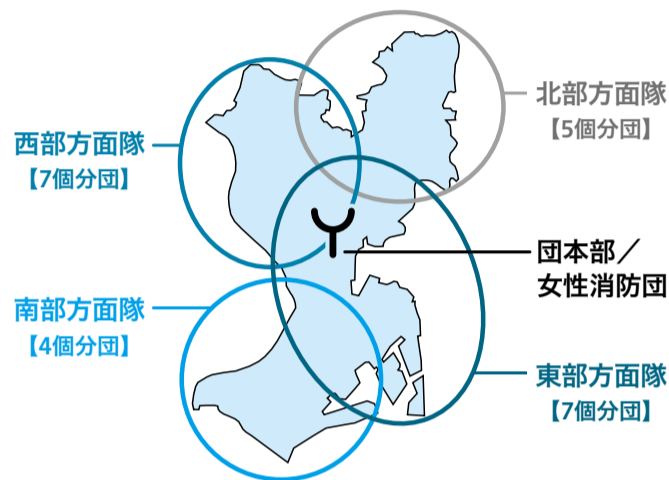 北部方面隊
【5個分団】
西部方面隊
【7個分団】
団本部／
女性消防団
南部方面隊
【4個分団】
東部方面隊
【7個分団】